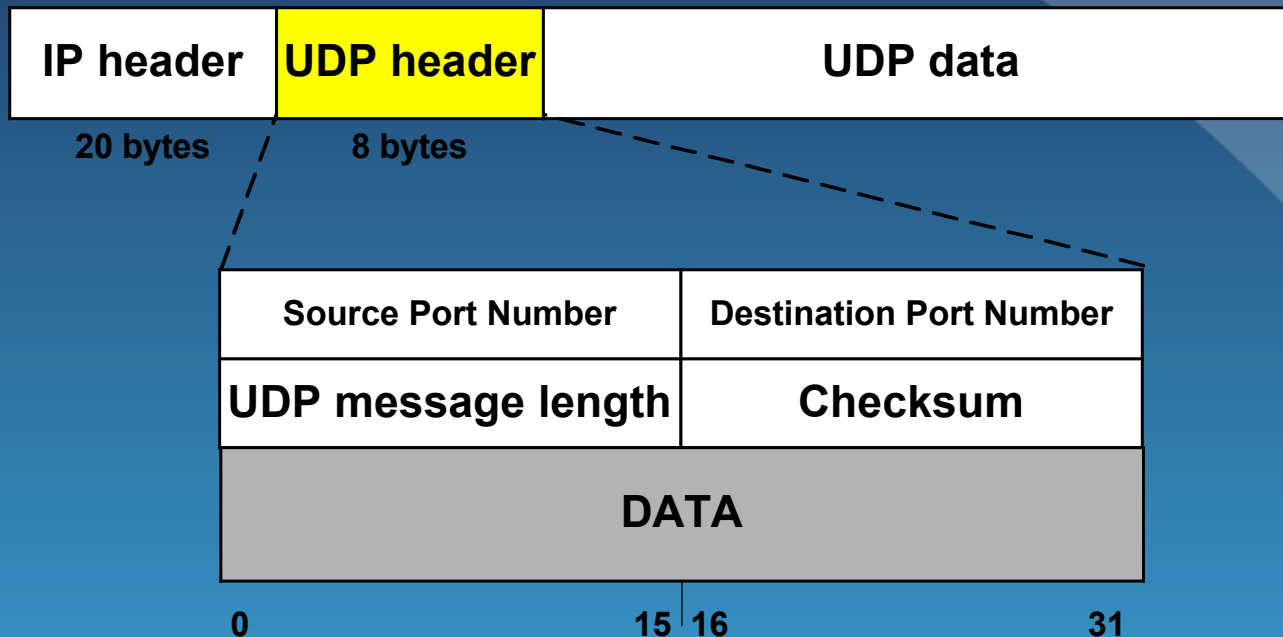 IP header UDP header UDP data
20 bytes 8 bytes
Source Port Number Destination Port Number
UDP message length Checksum
DATA
0 15 16 31